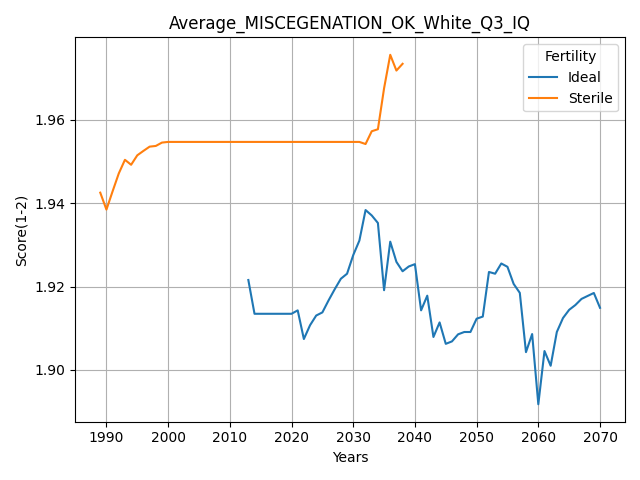 Average_MISCEGENATION_OK_White_Q3_IQ
Fertility
Ideal
Sterile
Score(1-2)
1.96
1.94
1.92
1.90
1990 2000 2010 2020 2030 2040 2050 2060 2070
Years